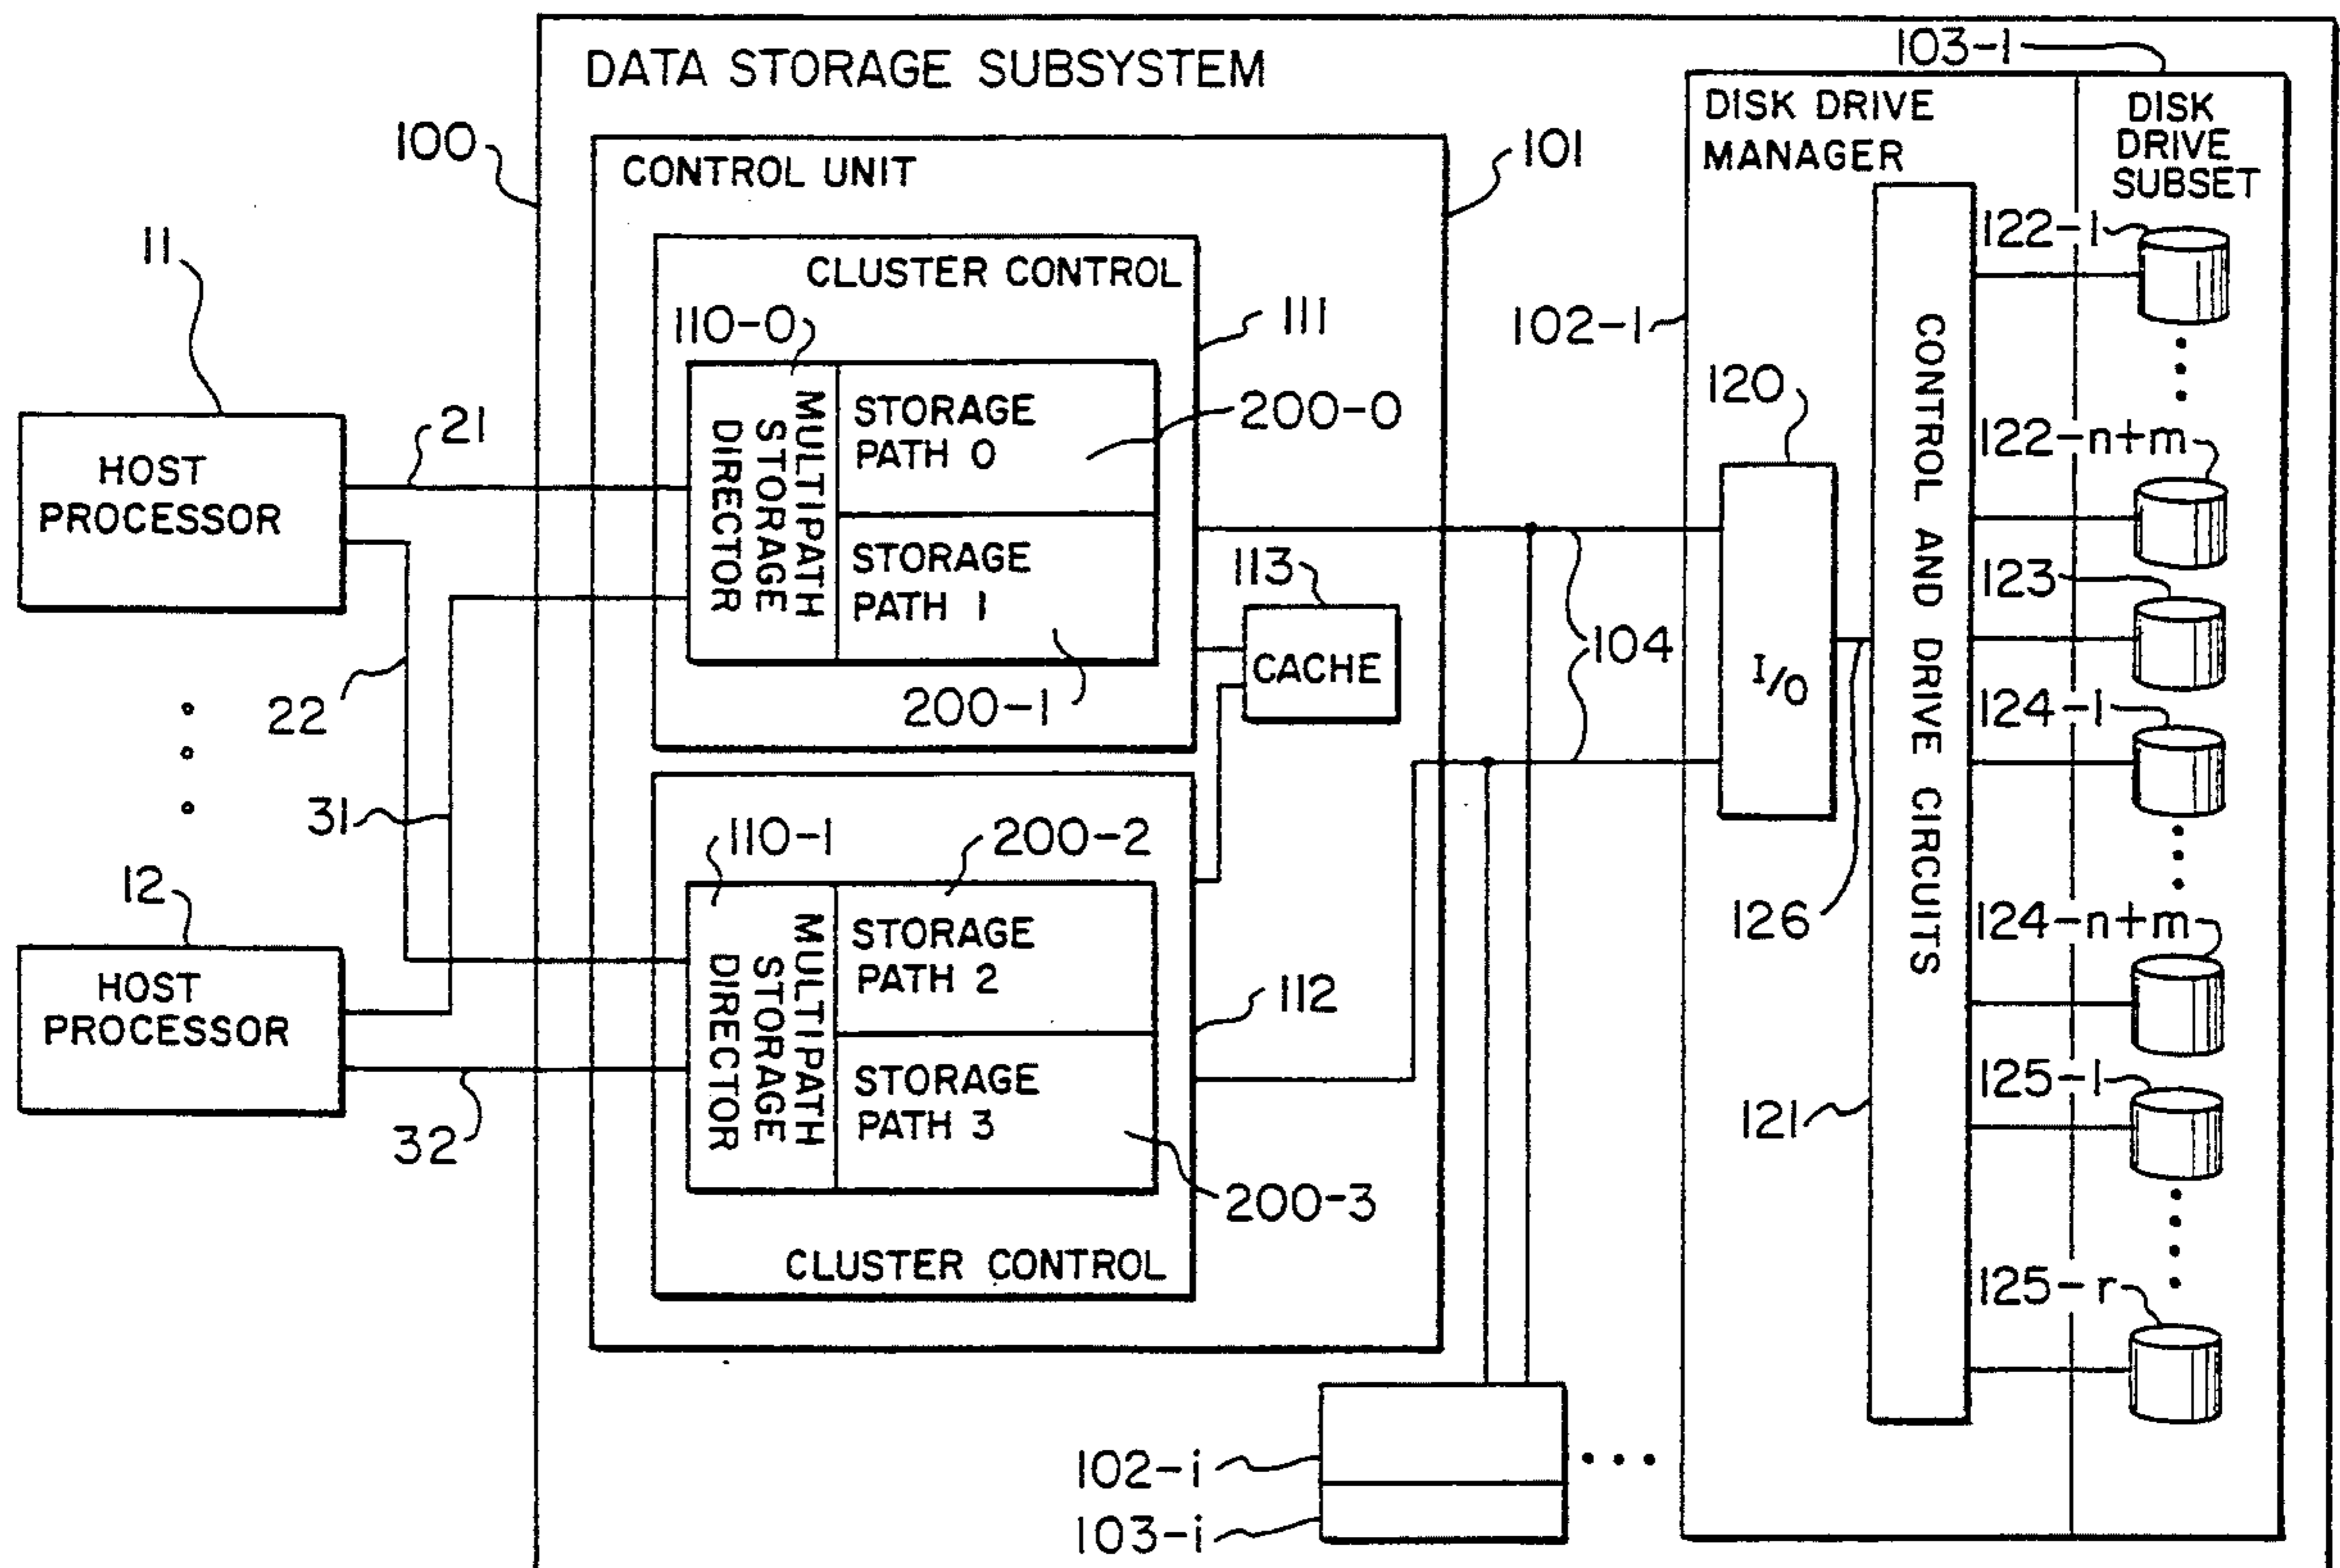 DATA STORAGE SUBSYSTEM
100
CONTROL UNIT
101
CLUSTER CONTROL
111
110-0
MULTIPATH
STORAGE
DIRECTOR
STORAGE
PATH 0
200-0
STORAGE
PATH 1
200-1
113
CACHE
104
11
HOST
PROCESSOR
21
22
31
12
HOST
PROCESSOR
32
110-1
200-2
MULTIPATH
STORAGE
DIRECTOR
STORAGE
PATH 2
STORAGE
PATH 3
200-3
112
CLUSTER CONTROL
102-i
103-i
103-1
DISK DRIVE
MANAGER
DISK
DRIVE
SUBSET
102-1
120
I/O
126
121
CONTROL AND DRIVE CIRCUITS
122-1
122-n+m
123
124-1
124-n+m
125-1
125-r